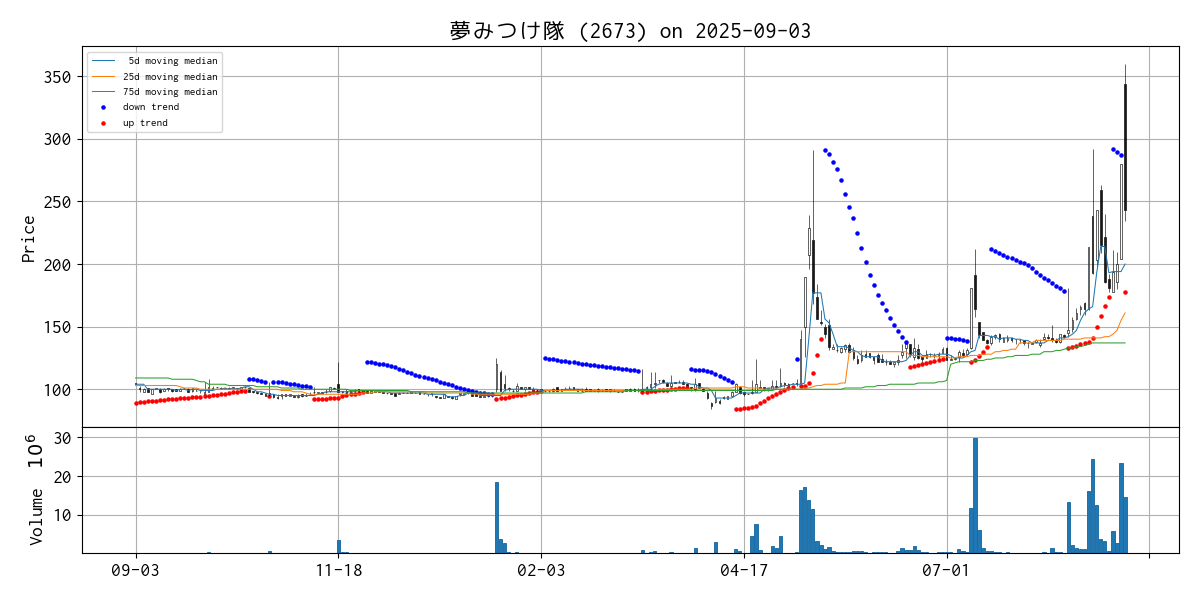 夢みつけ隊 (2673) on 2025-09-03
5d moving median
25d moving median
75d moving median
down trend
up trend
Price
350
300
250
200
150
100
Volume 10⁶
30
20
10
09-03
11-18
02-03
04-17
07-01